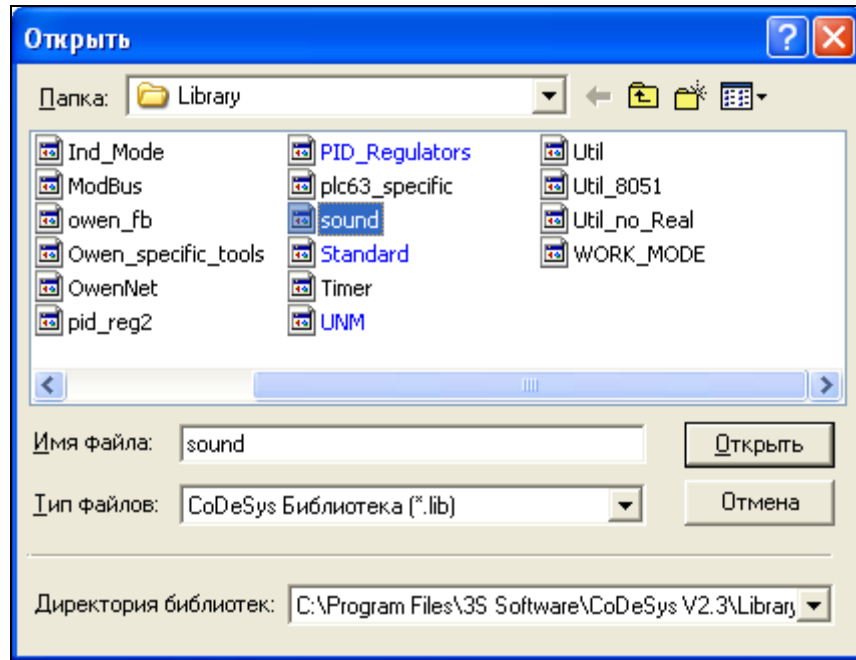 Открыть
Папка: Library
Ind_Mode PID_Regulators Util
ModBus plc63_specific Util_8051
owen_fb sound Util_no_Real
Owen_specific_tools Standard WORK_MODE
OwenNet Timer
pid_reg2 UNM
Имя файла: sound Открыть
Тип файлов: CoDeSys Библиотека (*.lib) Отмена
Директория библиотек: C:\Program Files\3S Software\CoDeSys V2.3\Library